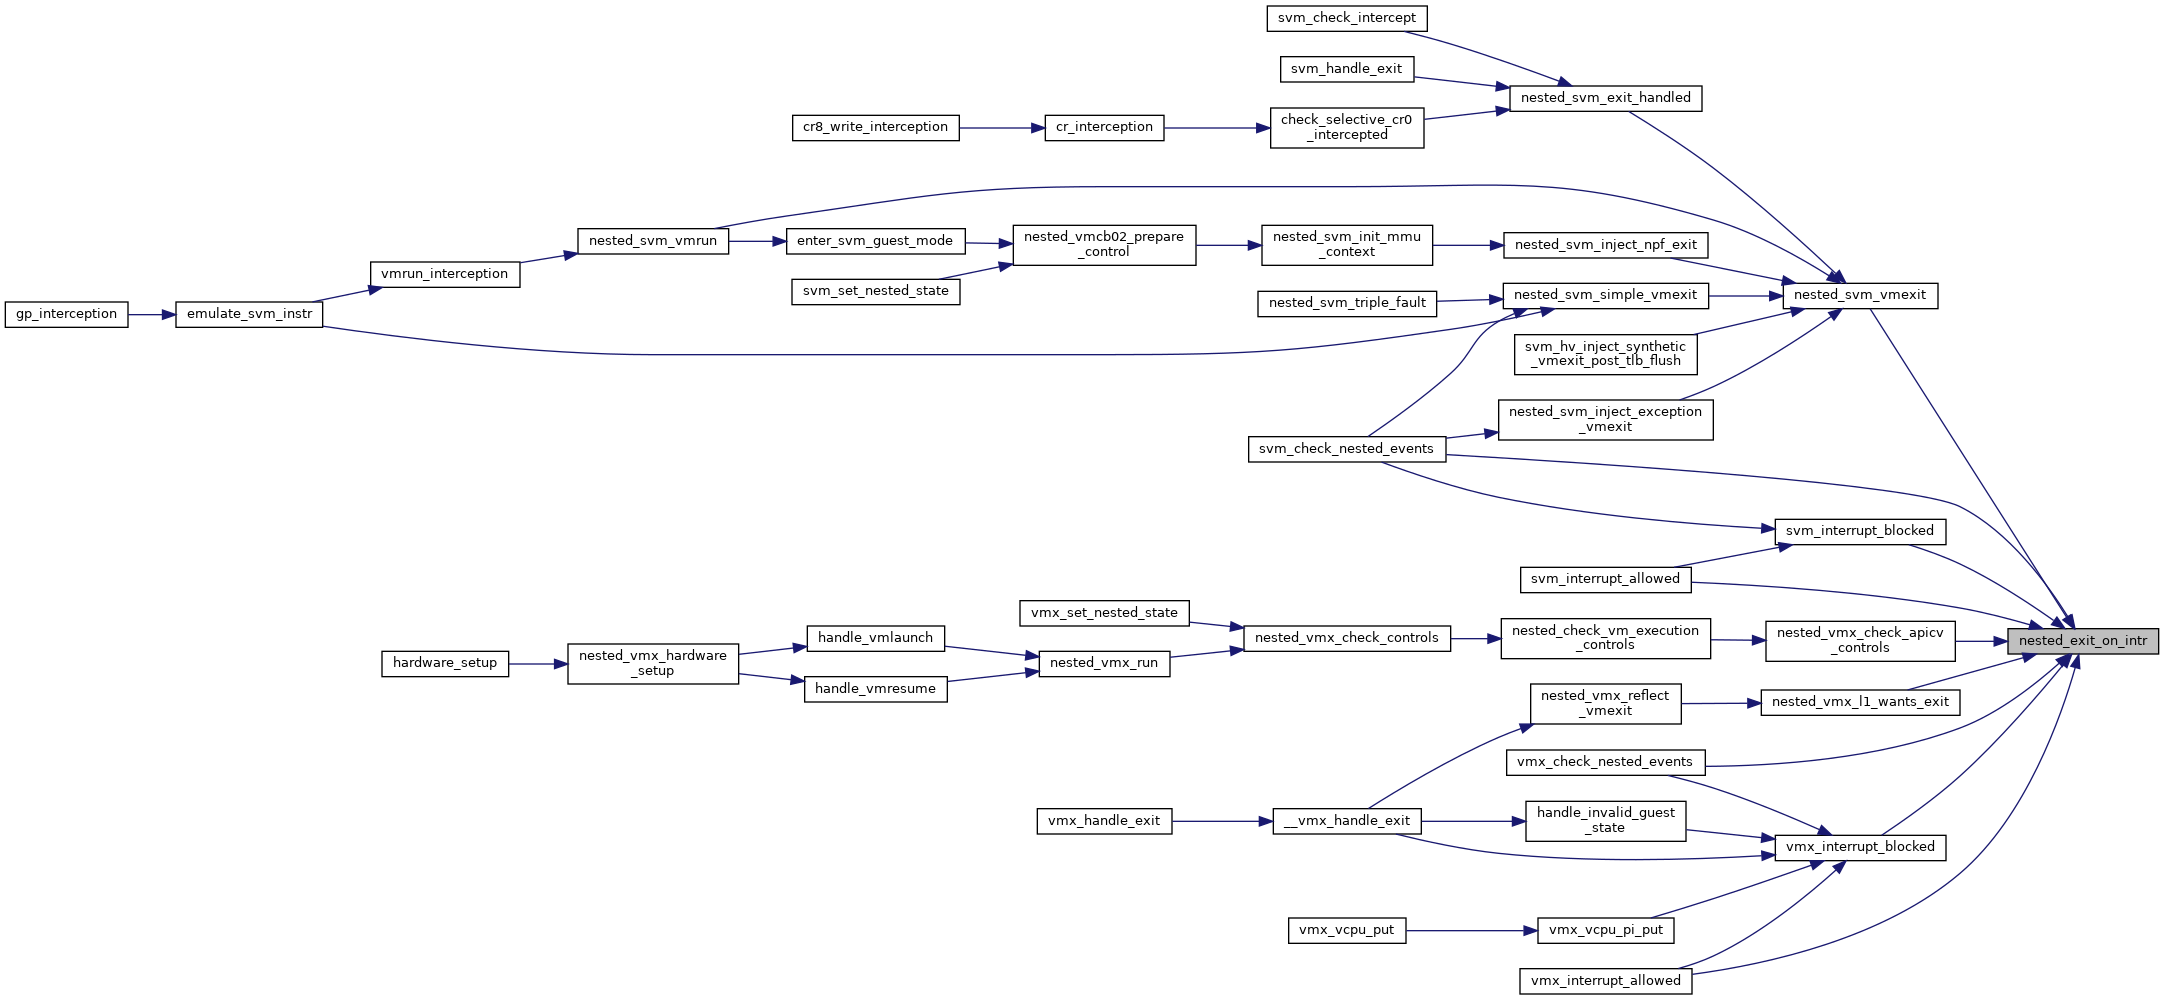 svm_check_intercept
svm_handle_exit
nested_svm_exit_handled
cr8_write_interception
cr_interception
check_selective_cr0
_intercepted
nested_svm_vmrun
enter_svm_guest_mode
nested_vmcb02_prepare
_control
nested_svm_init_mmu
_context
nested_svm_inject_npf_exit
vmrun_interception
svm_set_nested_state
nested_svm_triple_fault
nested_svm_simple_vmexit
nested_svm_vmexit
gp_interception
emulate_svm_instr
svm_hv_inject_synthetic
_vmexit_post_tlb_flush
nested_svm_inject_exception
_vmexit
svm_check_nested_events
svm_interrupt_blocked
svm_interrupt_allowed
vmx_set_nested_state
handle_vmlaunch
nested_vmx_check_controls
nested_check_vm_execution
_controls
nested_vmx_check_apicv
_controls
nested_exit_on_intr
hardware_setup
nested_vmx_hardware
_setup
nested_vmx_run
handle_vmresume
nested_vmx_reflect
_vmexit
nested_vmx_l1_wants_exit
vmx_check_nested_events
vmx_handle_exit
__vmx_handle_exit
handle_invalid_guest
_state
vmx_interrupt_blocked
vmx_vcpu_put
vmx_vcpu_pi_put
vmx_interrupt_allowed